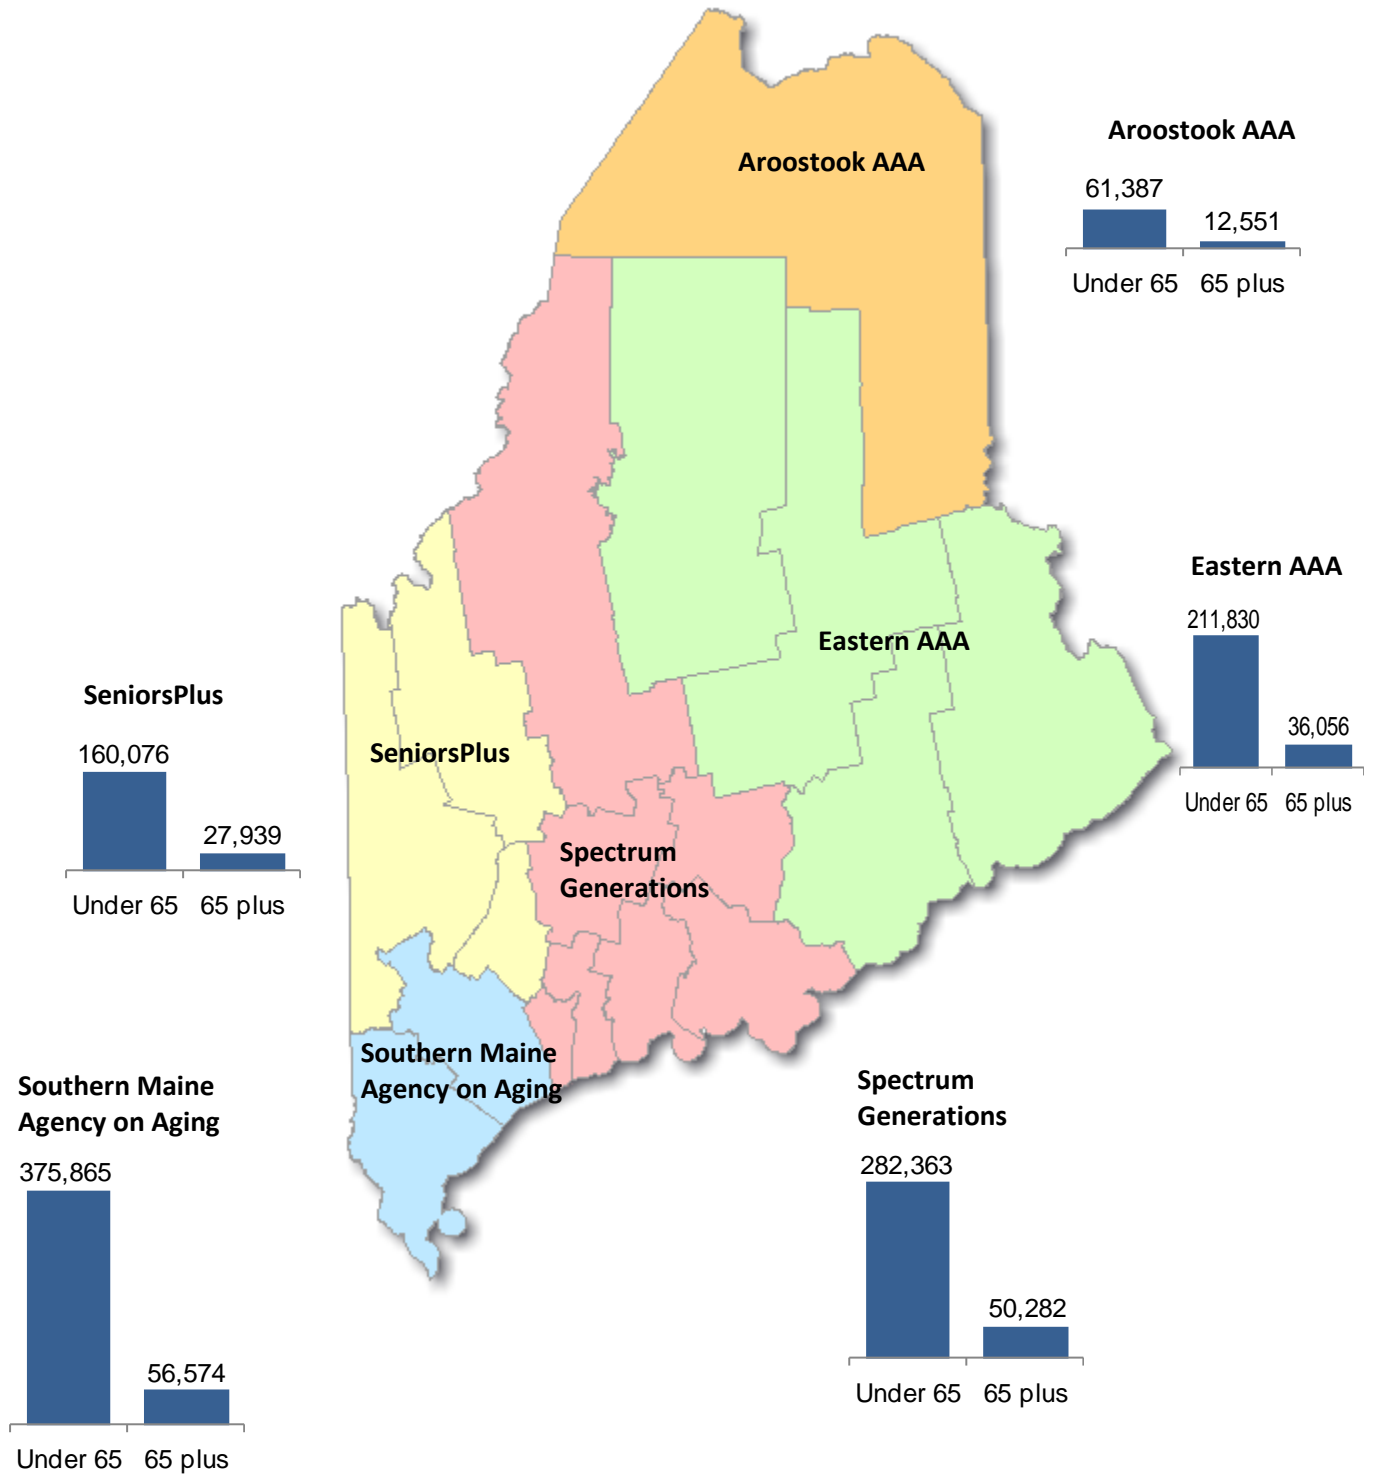 Aroostook AAA
61,387
12,551
Under 65 65 plus
Aroostook AAA
Eastern AAA
211,830
36,056
Under 65 65 plus
Eastern AAA
SeniorsPlus
160,076
27,939
Under 65 65 plus
SeniorsPlus
Spectrum
Generations
Southern Maine
Agency on Aging
Southern Maine
Agency on Aging
375,865
56,574
Under 65 65 plus
Spectrum
Generations
282,363
50,282
Under 65 65 plus